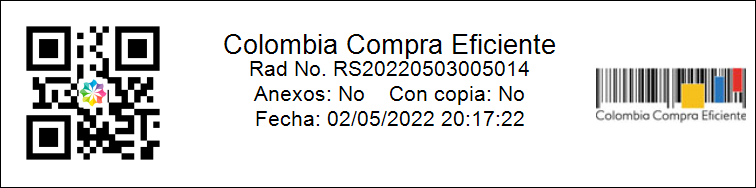 Colombia Compra Eficiente
Rad No. RS20220503005014
Anexos: No    Con copia: No
Fecha: 02/05/2022 20:17:22
Colombia Compra Eficiente